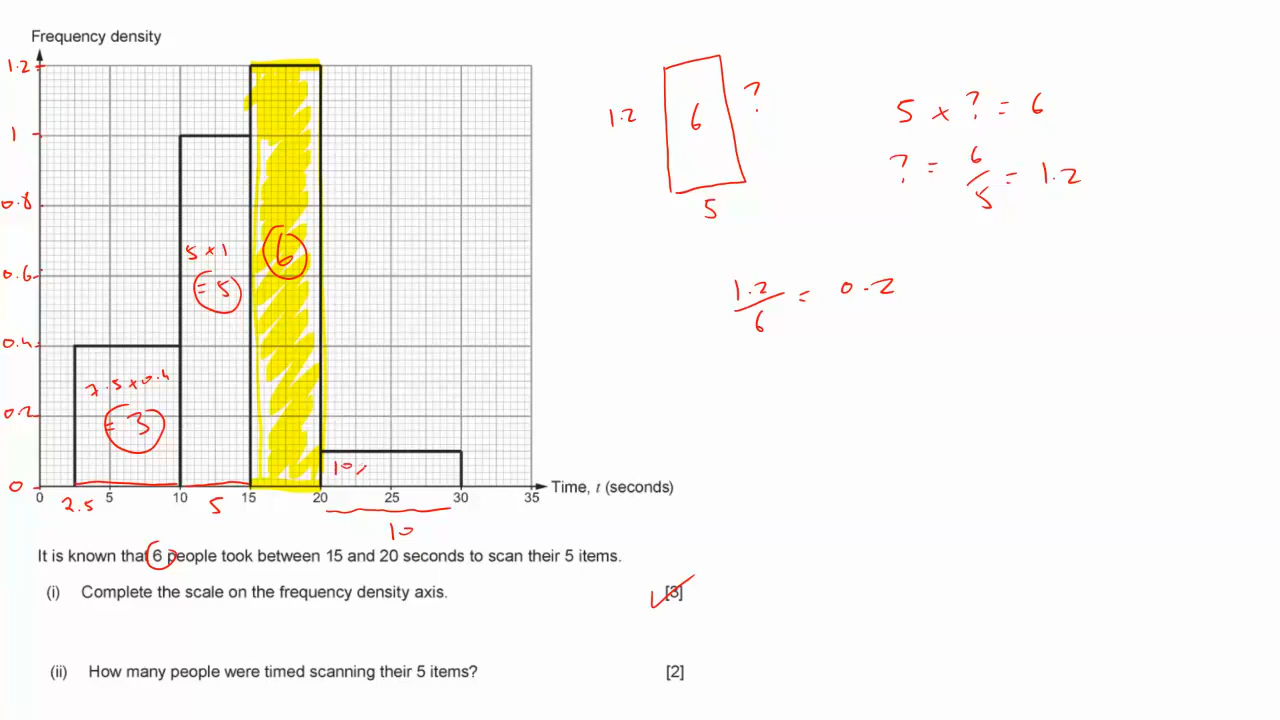 Frequency density
1.2
1
0.8
0.6
0.4
0.2
0
5 × 1
= 5
6
7.5 × 0.4
= 3
10×
0 5 10 15 20 25 30 35
Time, t (seconds)
2.5
5
10
1.2
6
?
5
5 × ? = 6
? = 6/5 = 1.2
1.2/6 = 0.2
It is known that 6 people took between 15 and 20 seconds to scan their 5 items.
(i) Complete the scale on the frequency density axis. [3]
(ii) How many people were timed scanning their 5 items? [2]